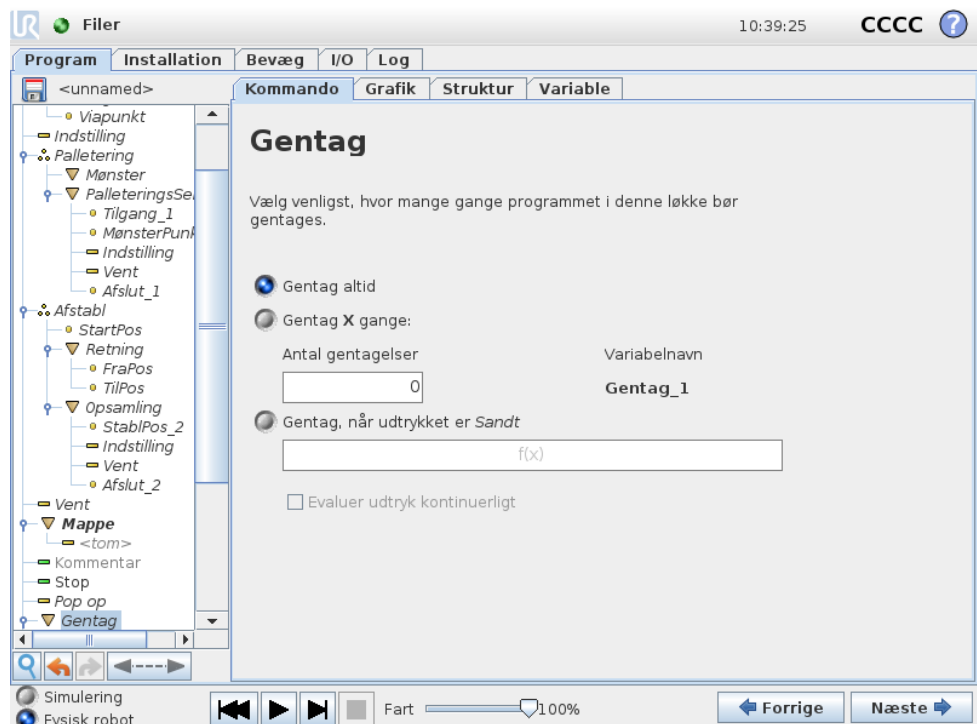 UR Filer 10:39:25 CCCC ?
Program Installation Bevæg I/O Log
<unnamed>
Kommando Grafik Struktur Variable
Viapunkt
Indstilling
Palletering
Mønster
PalleteringsSe
Tilgang_1
MønsterPunk
Indstilling
Vent
Afslut_1
Afstabl
StartPos
Retning
FraPos
TilPos
Opsamling
StablPos_2
Indstilling
Vent
Afslut_2
Vent
Mappe
<tom>
Kommentar
Stop
Pop op
Gentag
Gentag
Vælg venligst, hvor mange gange programmet i denne løkke bør
gentages.
Gentag altid
Gentag X gange:
Antal gentagelser Variabelnavn
0 Gentag_1
Gentag, når udtrykket er Sandt
f(x)
Evaluer udtryk kontinuerligt
Simulering
Fysisk robot
Fart 100%
Forrige Næste